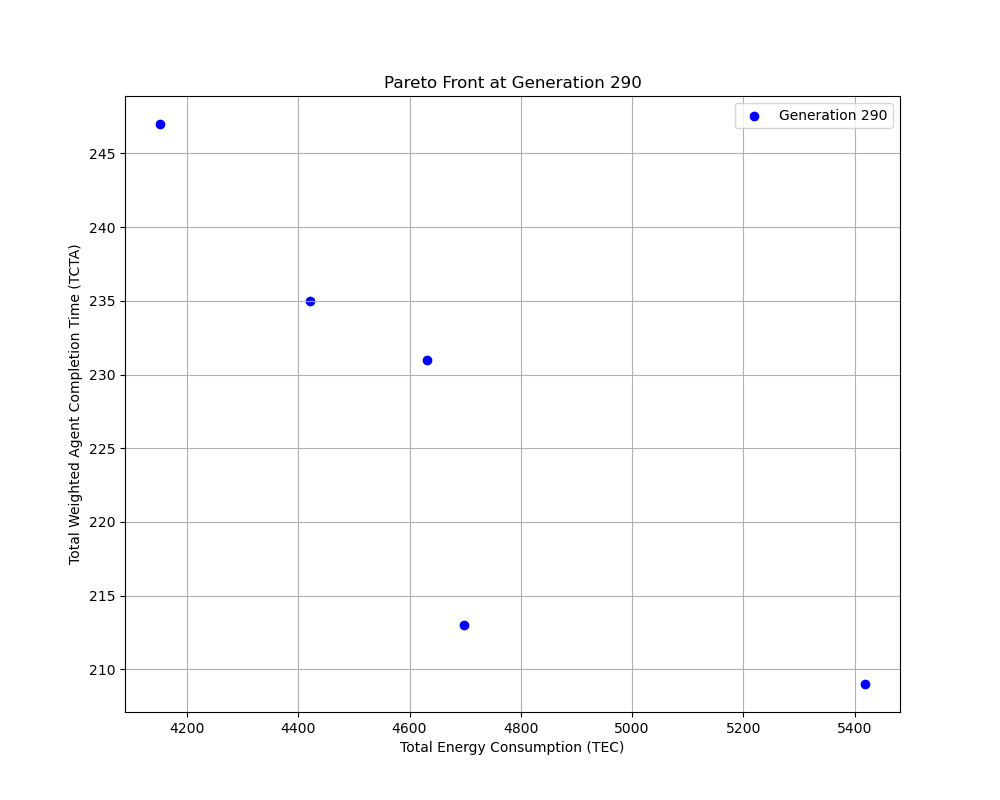 Pareto Front at Generation 290
Generation 290
Total Weighted Agent Completion Time (TCTA)
245
240
235
230
225
220
215
210
4200 4400 4600 4800 5000 5200 5400
Total Energy Consumption (TEC)